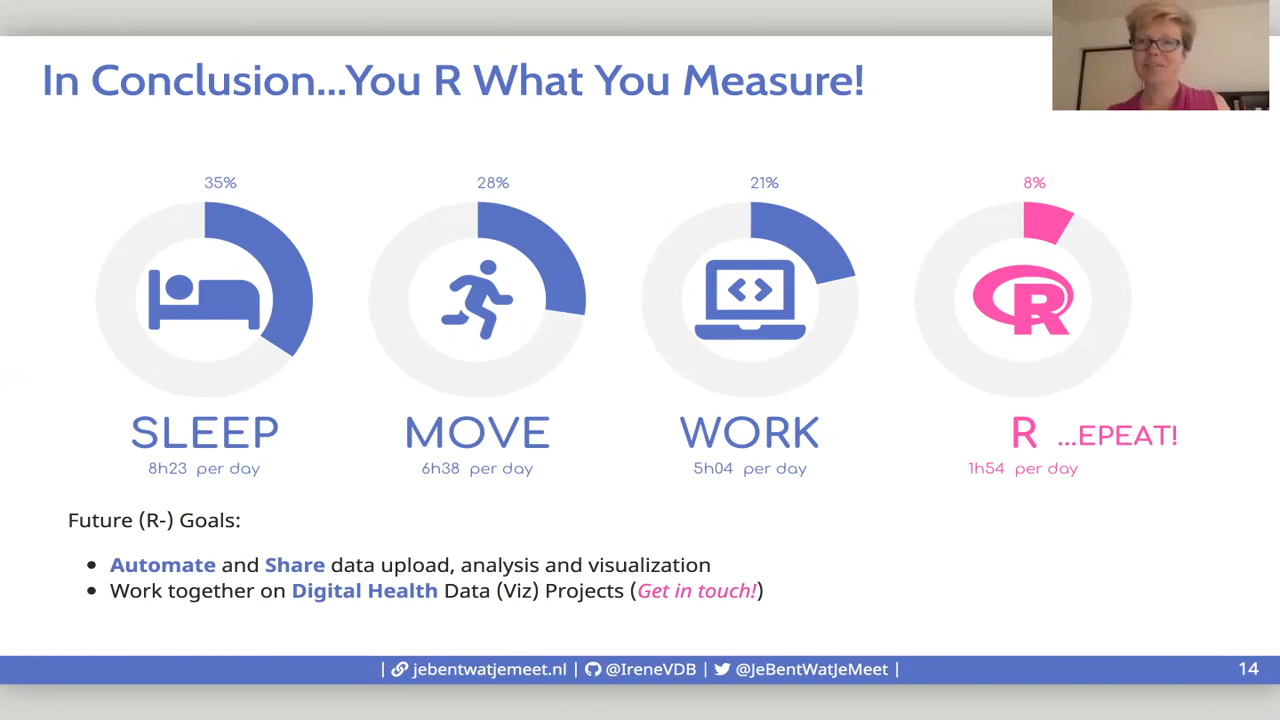 In Conclusion...You R What You Measure!
35%
28%
21%
8%
R
SLEEP
MOVE
WORK
R ...EPEAT!
8h23 per day
6h38 per day
5h04 per day
1h54 per day
Future (R-) Goals:
• Automate and Share data upload, analysis and visualization
• Work together on Digital Health Data (Viz) Projects (Get in touch!)
| jebentwatjemeet.nl | @IreneVDB | @JeBentWatJeMeet |
14